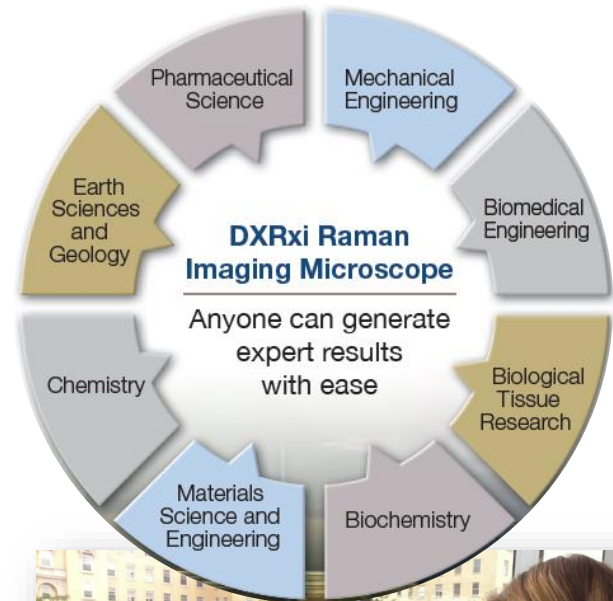 Pharmaceutical
Science
Mechanical
Engineering
Earth
Sciences
and
Geology
Biomedical
Engineering
DXRxi Raman
Imaging Microscope
Anyone can generate
expert results
with ease
Chemistry
Biological
Tissue
Research
Materials
Science and
Engineering
Biochemistry